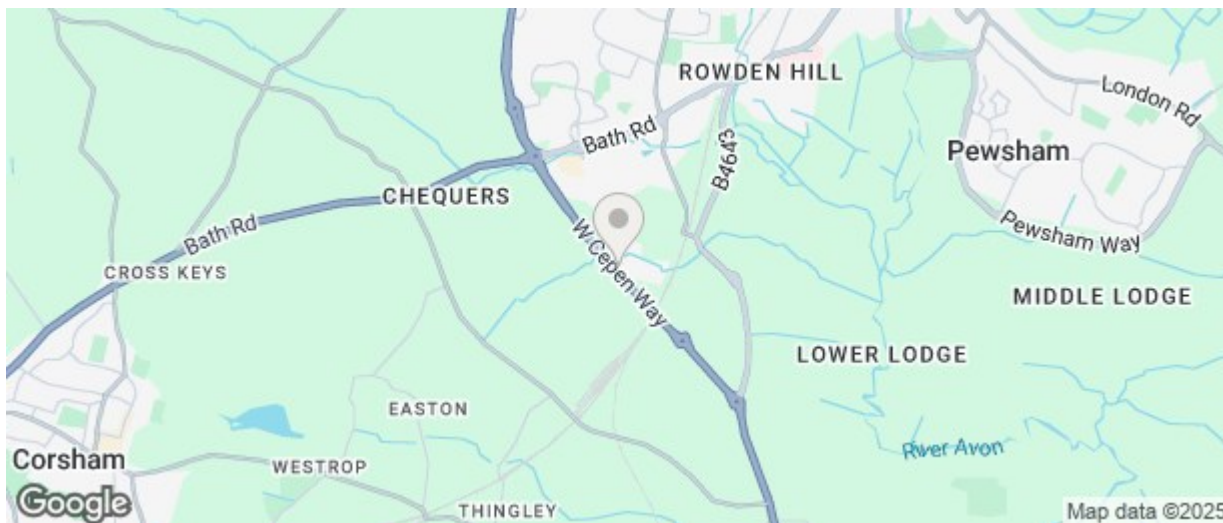 ROWDEN HILL
London Rd
Bath Rd
Pewsham
B4643
CHEQUERS
Pewsham Way
Bath Rd
W Cepen Way
CROSS KEYS
MIDDLE LODGE
LOWER LODGE
EASTON
River Avon
Corsham
WESTROP
THINGLEY
Google
Map data ©2025